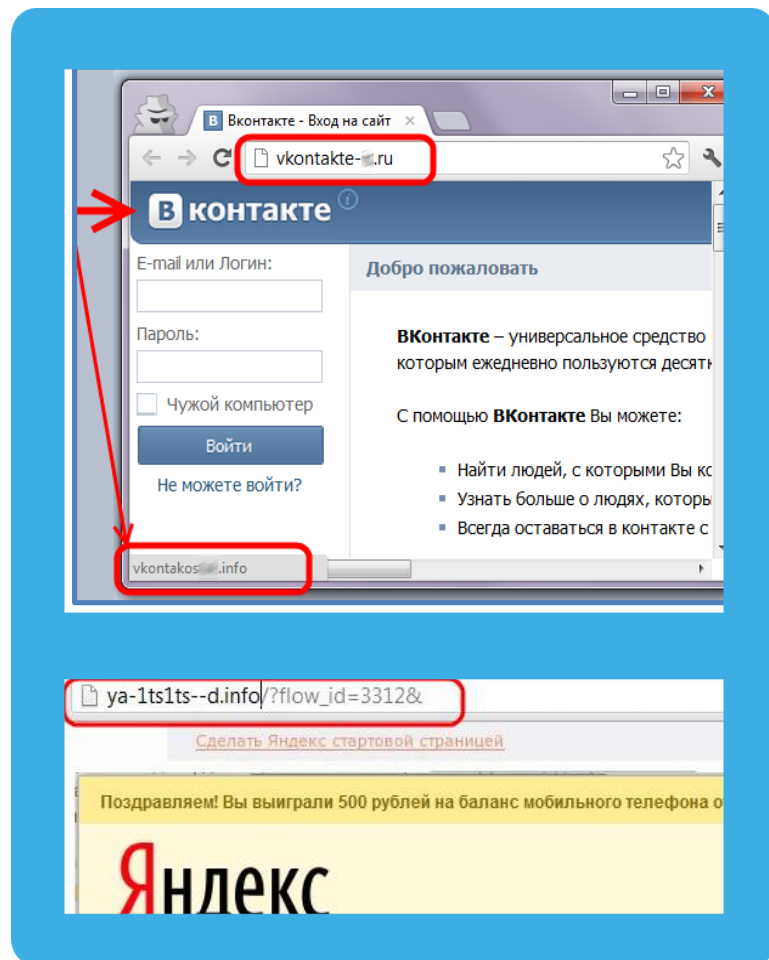 Вконтакте - Вход на сайт
vkontakte- .ru
В контакте
E-mail или Логин:
Пароль:
Чужой компьютер
Войти
Не можете войти?
Добро пожаловать
ВКонтакте – универсальное средство
которым ежедневно пользуются
С помощью ВКонтакте Вы можете:
Найти людей, с которыми Вы
Узнать больше о людях,
Всегда оставаться в контакте с
vkontakos .info
ya-1ts1ts--d.info/?flow_id=3312&
Сделать Яндекс стартовой страницей
Поздравляем! Вы выиграли 500 рублей на баланс мобильного телефона
Яндекс